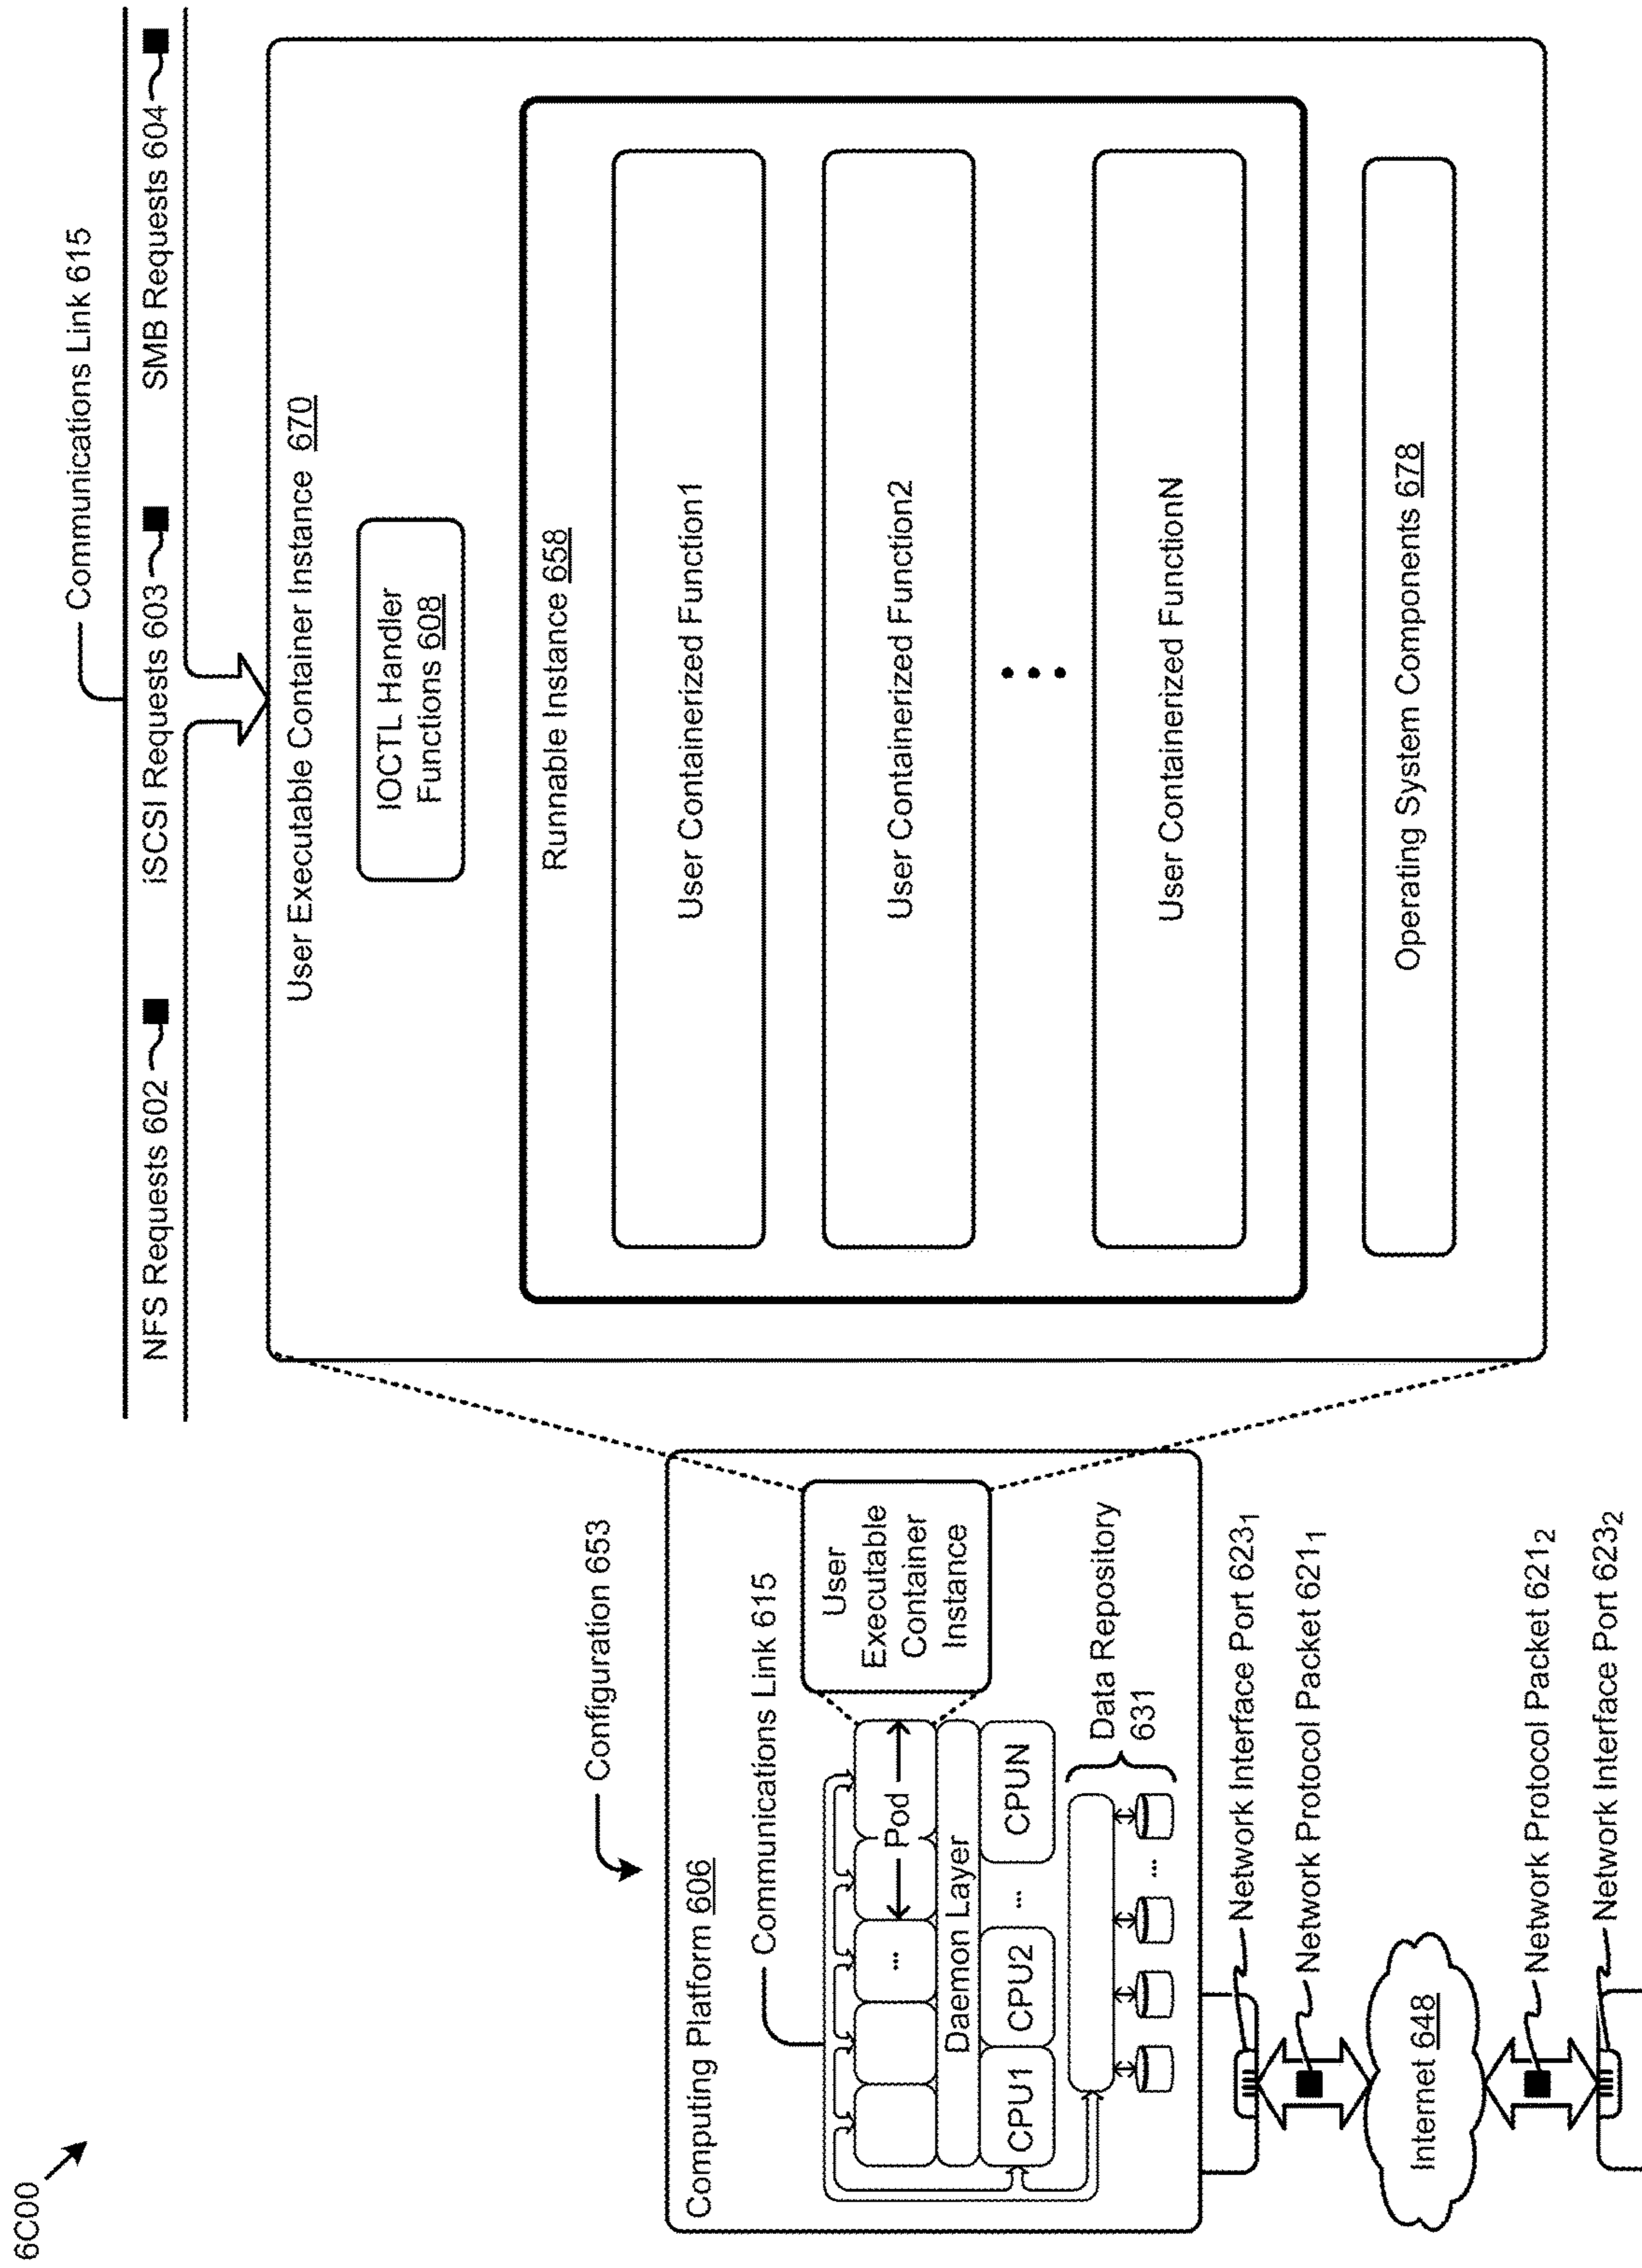 6C00
Communications Link 615
NFS Requests 602
iSCSI Requests 603
SMB Requests 604
User Executable Container Instance 670
IOCTL Handler
Functions 608
Runnable Instance 658
User Containerized Function1
User Containerized Function2
User Containerized FunctionN
Operating System Components 678
Configuration 653
Computing Platform 606
Communications Link 615
User
Executable
Container
Instance
...
Pod
Daemon Layer
CPU1
CPU2
...
CPUN
Data Repository
631
...
Network Interface Port 623₁
Network Protocol Packet 621₁
Internet 648
Network Protocol Packet 621₂
Network Interface Port 623₂